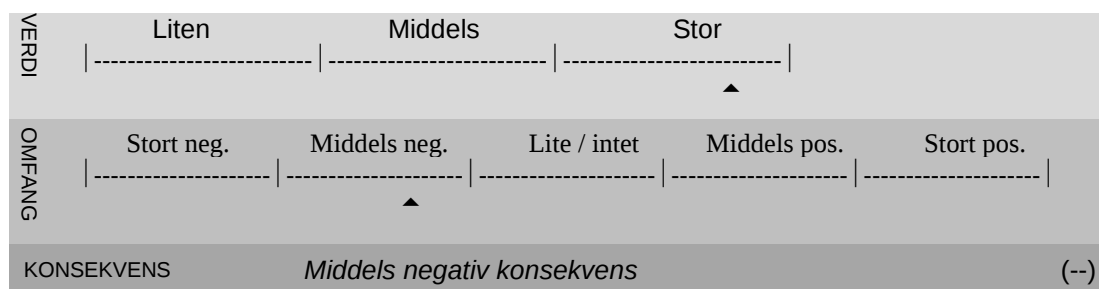 VERDI
Liten Middels Stor
|---------------------------|---------------------------|---------------------------|
OMFANG
Stort neg. Middels neg. Lite / intet Middels pos. Stort pos.
|----------------------|----------------------|----------------------|----------------------|----------------------|
KONSEKVENS Middels negativ konsekvens (--)